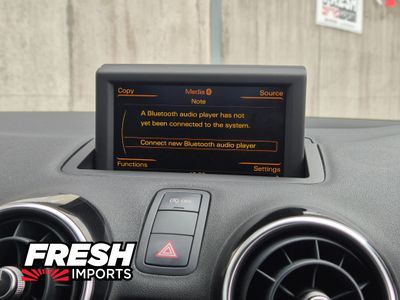 FRESH
Copy
Media
Source
Note
A Bluetooth audio player has not
yet been connected to the system.
Connect new Bluetooth audio player
Functions
Settings
FRESH
IMPORTS